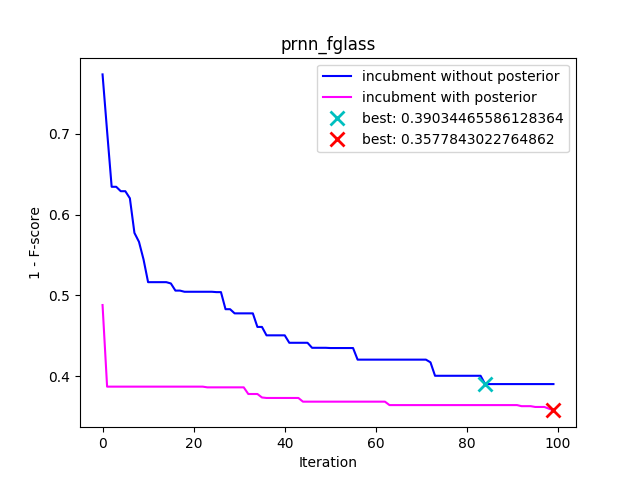 prnn_fglass
incubment without posterior
incubment with posterior
best: 0.39034465586128364
best: 0.3577843022764862
1 - F-score
0.7
0.6
0.5
0.4
0
20
40
60
80
100
Iteration